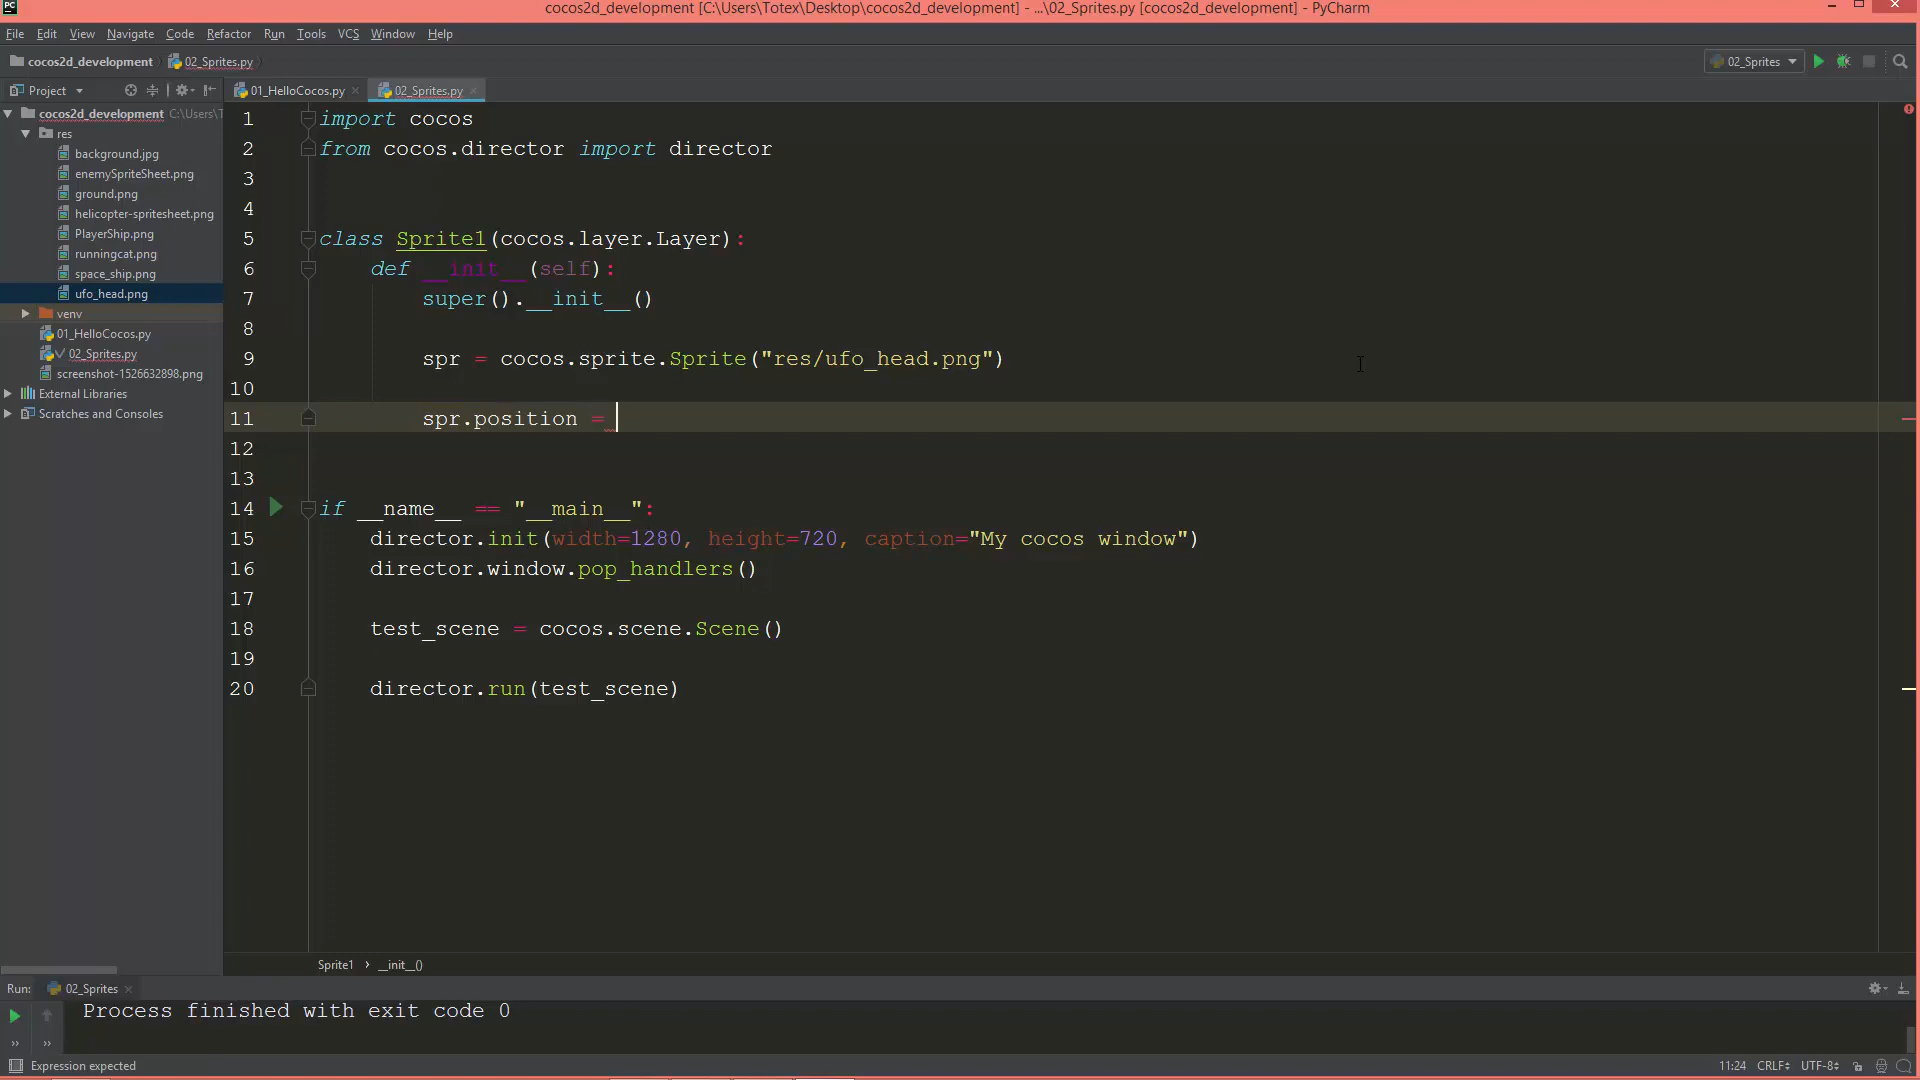 PC
cocos2d_development [C:\Users\Totex\Desktop\cocos2d_development] - ...\02_Sprites.py [cocos2d_development] - PyCharm
File Edit View Navigate Code Refactor Run Tools VCS Window Help
cocos2d_development 02_Sprites.py 02_Sprites
Project 01_HelloCocos.py 02_Sprites.py
cocos2d_development C:\Users\T
res
background.jpg
enemySpriteSheet.png
ground.png
helicopter-spritesheet.png
PlayerShip.png
runningcat.png
space_ship.png
ufo_head.png
venv
01_HelloCocos.py
02_Sprites.py
screenshot-1526632898.png
External Libraries
Scratches and Consoles
1 import cocos
2 from cocos.director import director
3
4
5 class Sprite1(cocos.layer.Layer):
6 def __init__(self):
7 super().__init__()
8
9 spr = cocos.sprite.Sprite("res/ufo_head.png")
10
11 spr.position =
12
13
14 if __name__ == "__main__":
15 director.init(width=1280, height=720, caption="My cocos window")
16 director.window.pop_handlers()
17
18 test_scene = cocos.scene.Scene()
19
20 director.run(test_scene)
Sprite1 › __init__()
Run: 02_Sprites
Process finished with exit code 0
Expression expected 11:24 CRLF UTF-8